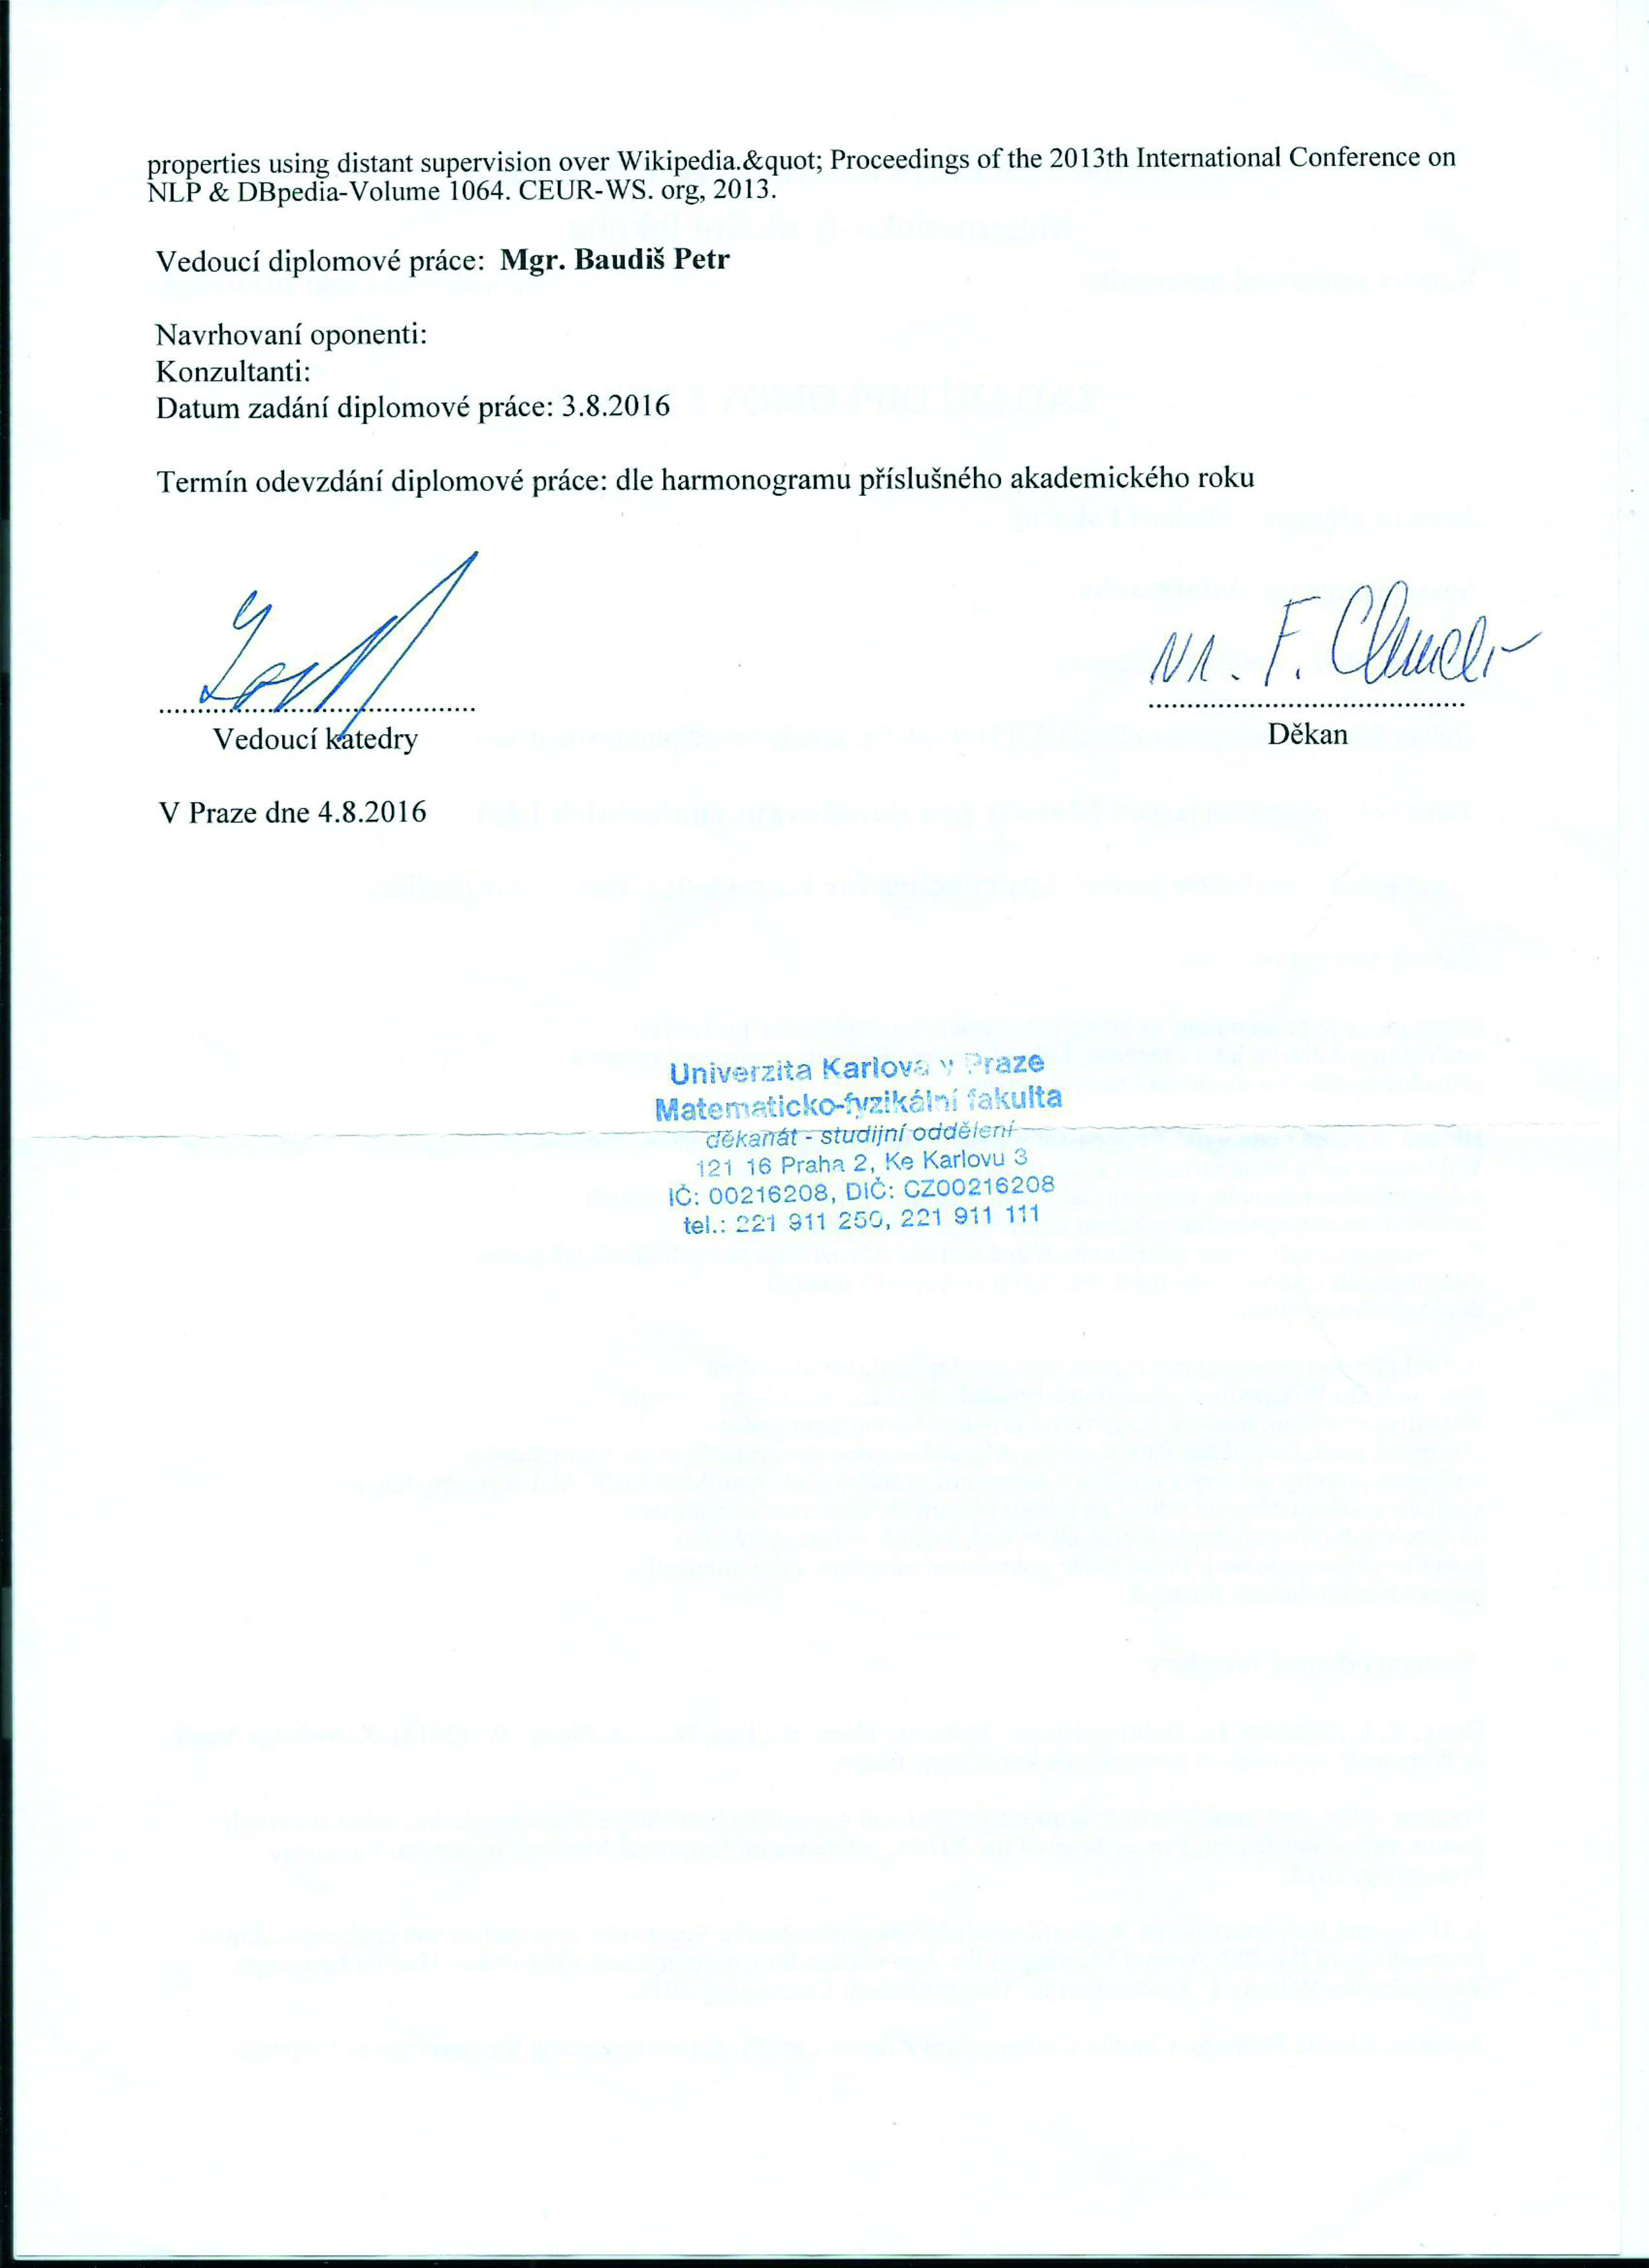 properties using distant supervision over Wikipedia.&quot; Proceedings of the 2013th International Conference on
NLP & DBpedia-Volume 1064. CEUR-WS. org, 2013.
Vedoucí diplomové práce: Mgr. Baudiš Petr
Navrhovaní oponenti:
Konzultanti:
Datum zadání diplomové práce: 3.8.2016
Termín odevzdání diplomové práce: dle harmonogramu příslušného akademického roku
Vedoucí katedry
Děkan
V Praze dne 4.8.2016
Univerzita Karlova v Praze
Matematicko-fyzikální fakulta
děkanát - studijní oddělení
121 16 Praha 2, Ke Karlovu 3
IČ: 00216208, DIČ: CZ00216208
tel.: 221 911 250, 221 911 111